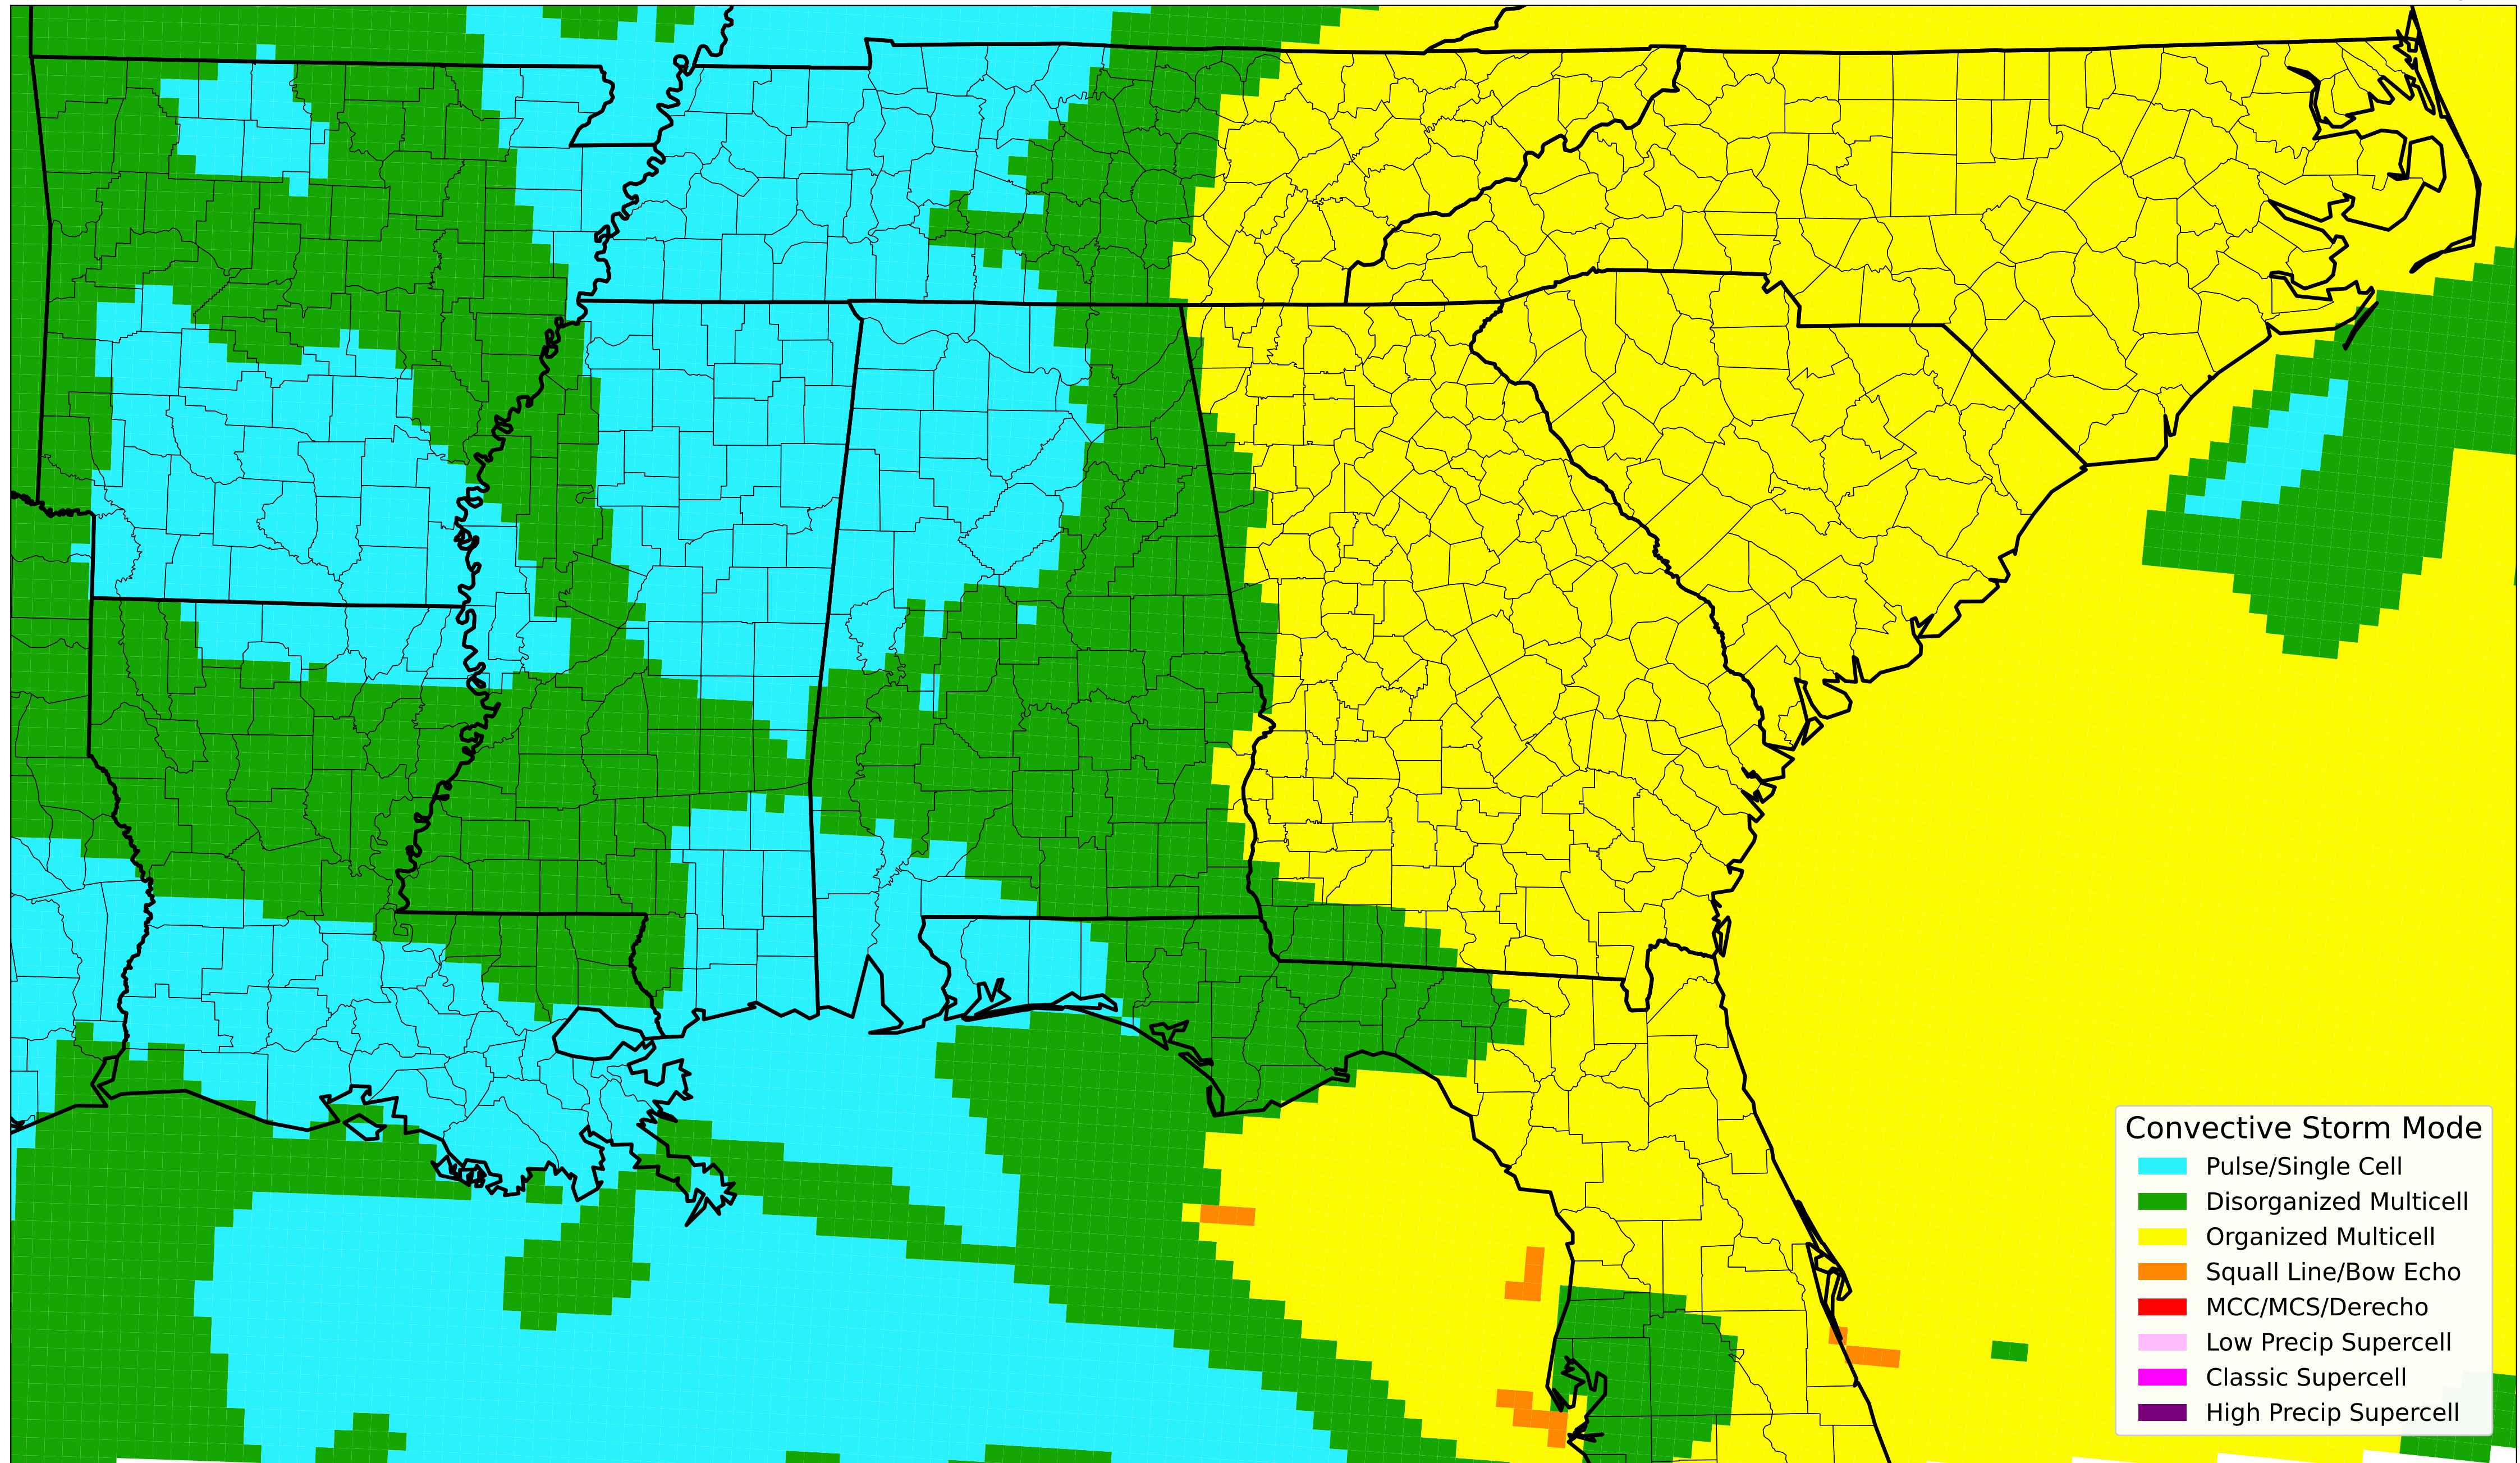 Convective Storm Mode
Pulse/Single Cell
Disorganized Multicell
Organized Multicell
Squall Line/Bow Echo
MCC/MCS/Derecho
Low Precip Supercell
Classic Supercell
High Precip Supercell